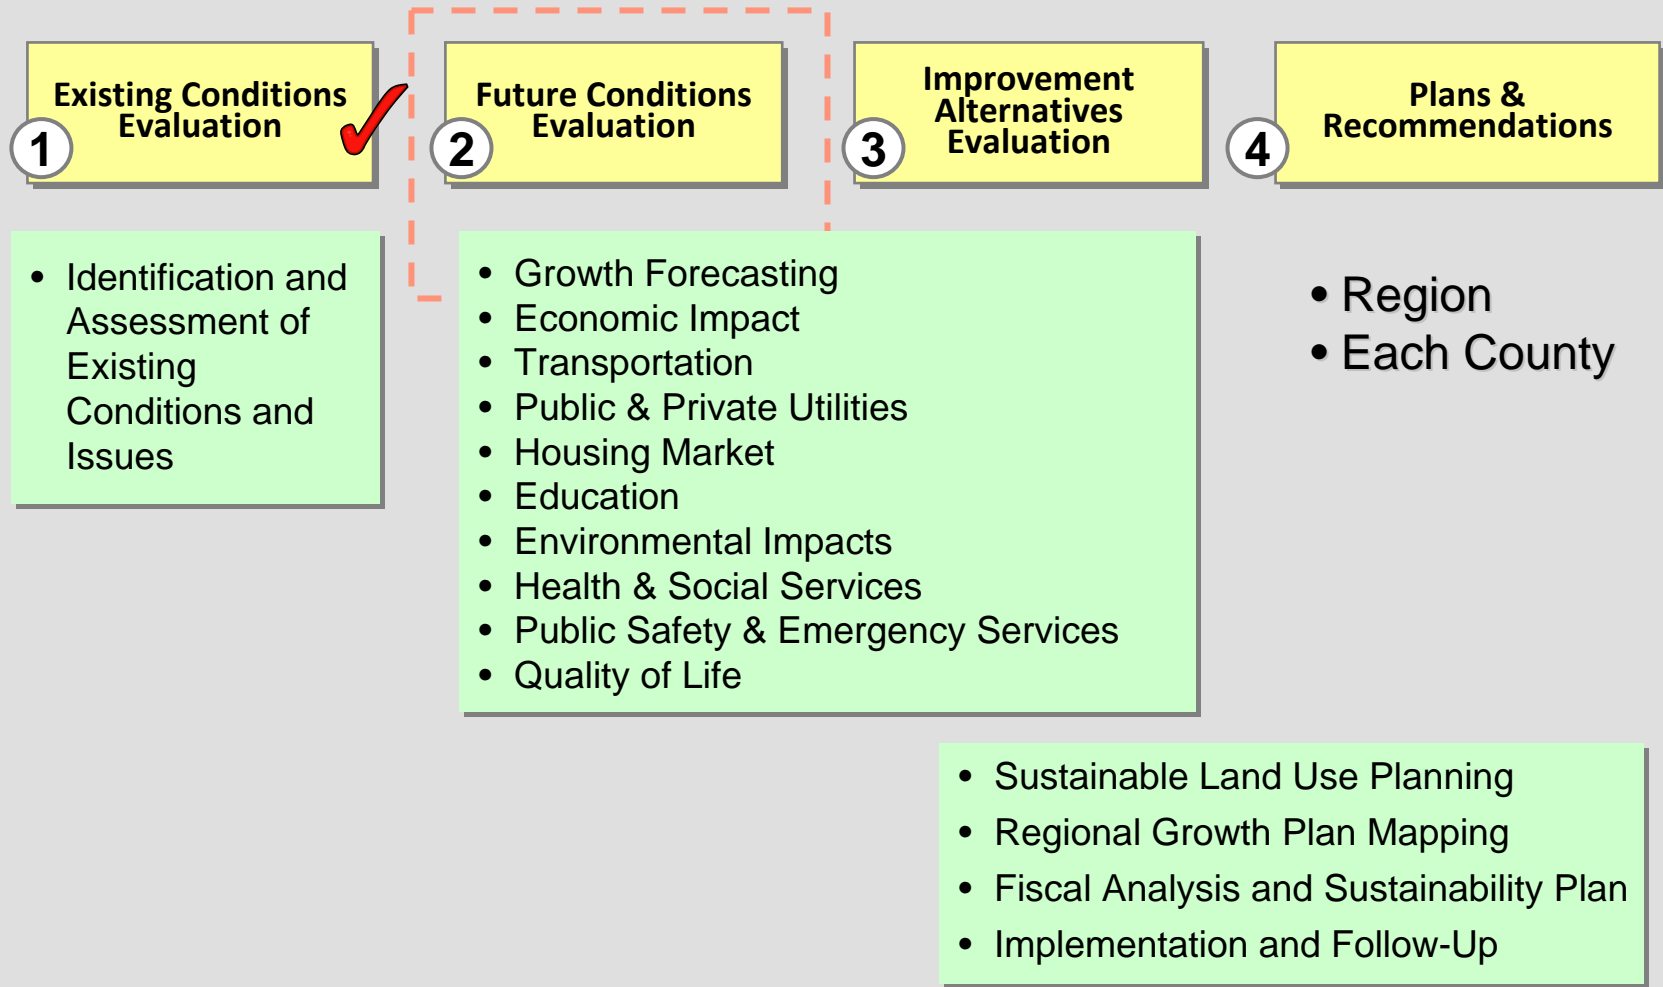 Existing Conditions
Evaluation
1
Future Conditions
Evaluation
2
Improvement
Alternatives
Evaluation
3
Plans &
Recommendations
4
• Identification and
Assessment of
Existing
Conditions and
Issues
• Growth Forecasting
• Economic Impact
• Transportation
• Public & Private Utilities
• Housing Market
• Education
• Environmental Impacts
• Health & Social Services
• Public Safety & Emergency Services
• Quality of Life
• Region
• Each County
• Sustainable Land Use Planning
• Regional Growth Plan Mapping
• Fiscal Analysis and Sustainability Plan
• Implementation and Follow-Up